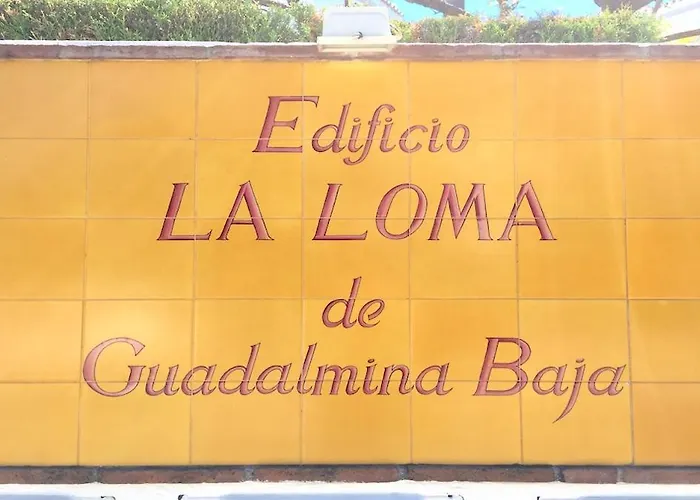 Edificio
LA LOMA
de
Guadalmina Baja